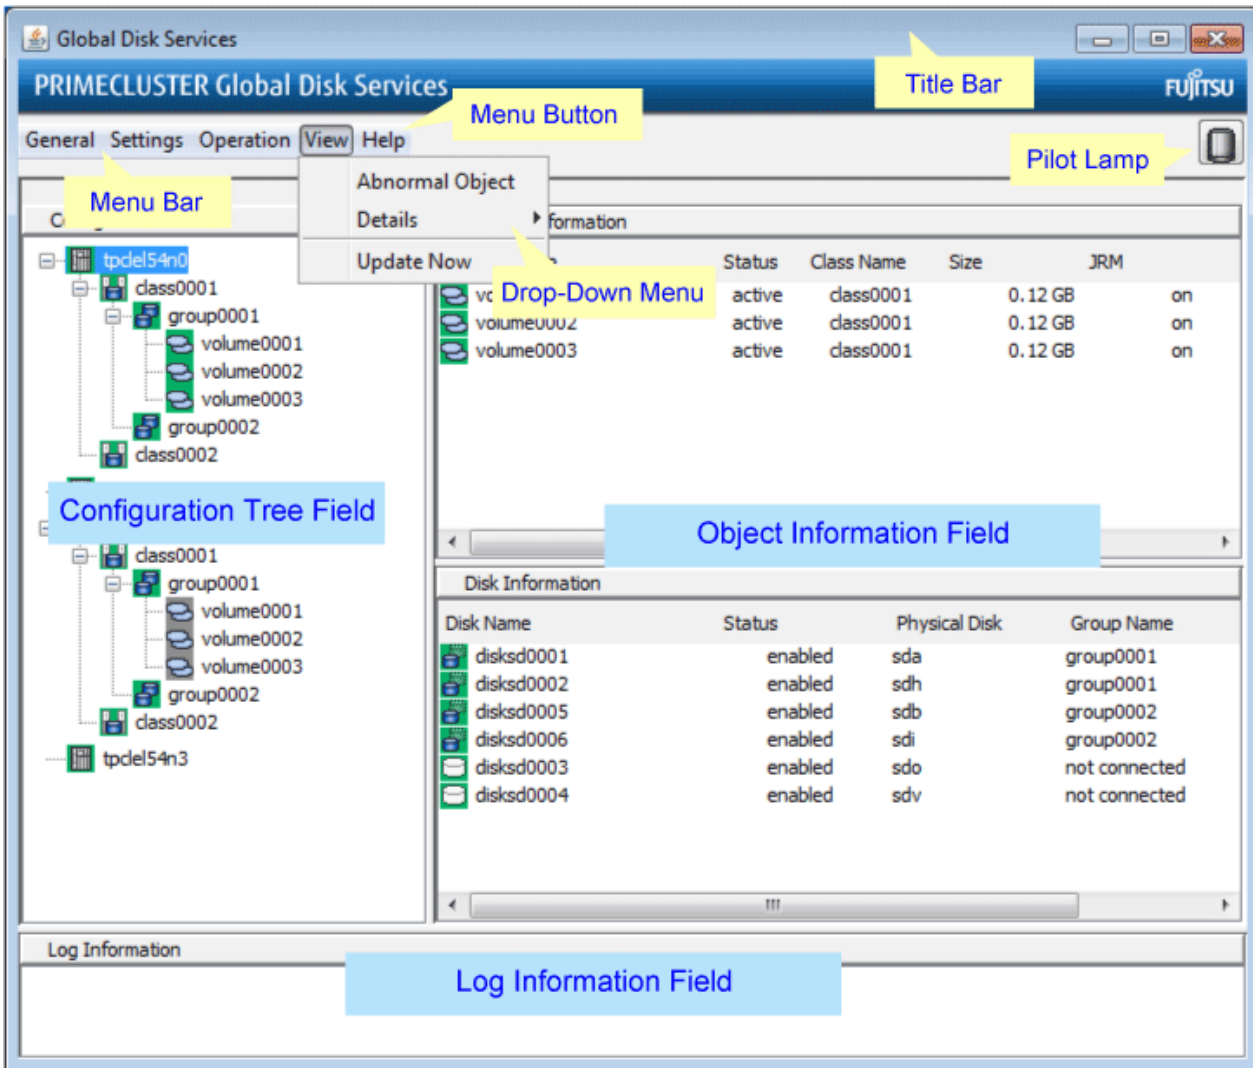 Global Disk Services
PRIMECLUSTER Global Disk Services
Title Bar
FUJITSU
Menu Button
General Settings Operation View Help
Pilot Lamp
Menu Bar
Abnormal Object
Details
Update Now
Drop-Down Menu
Status Class Name Size JRM
active class0001 0.12 GB on
volume0002 active class0001 0.12 GB on
volume0003 active class0001 0.12 GB on
tpclel54n0
class0001
group0001
volume0001
volume0002
volume0003
group0002
class0002
Configuration Tree Field
class0001
group0001
volume0001
volume0002
volume0003
group0002
class0002
tpclel54n3
Object Information Field
Disk Information
Disk Name Status Physical Disk Group Name
disksd0001 enabled sda group0001
disksd0002 enabled sdh group0001
disksd0005 enabled sdb group0002
disksd0006 enabled sdi group0002
disksd0003 enabled sdo not connected
disksd0004 enabled sdv not connected
Log Information
Log Information Field